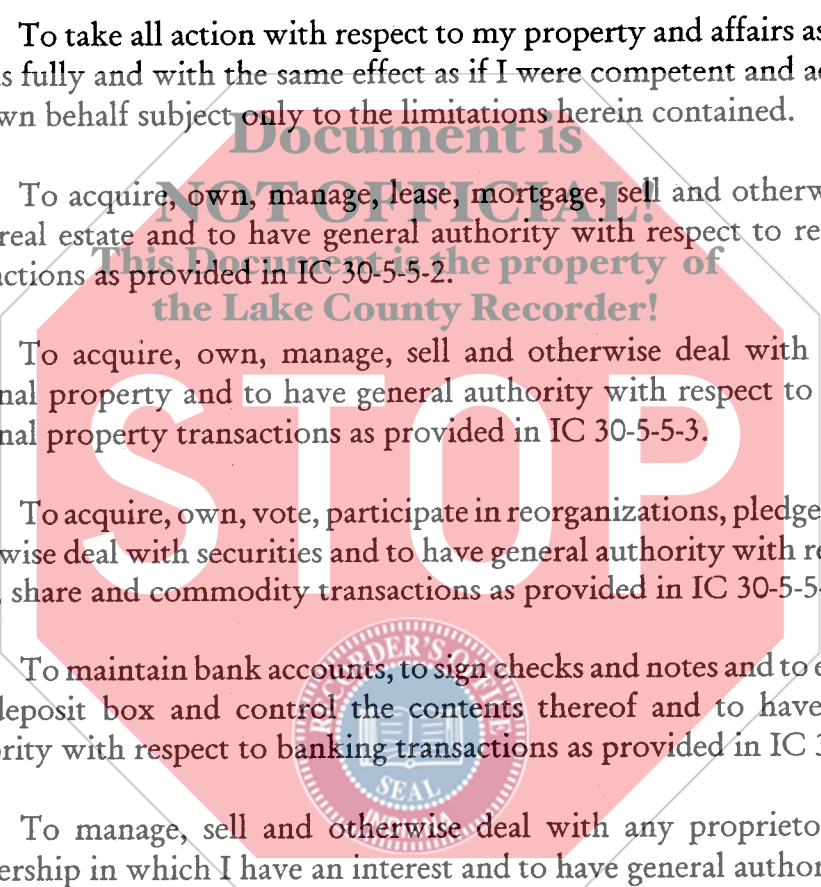 To take all action with respect to my property and affairs as
s fully and with the same effect as if I were competent and a
wn behalf subject only to the limitations herein contained.
Document is
NOT OFFICIAL!
To acquire, own, manage, lease, mortgage, sell and otherw
real estate and to have general authority with respect to re
actions as provided in IC 30-5-5-2.
This Document is the property of
the Lake County Recorder!
To acquire, own, manage, sell and otherwise deal with
nal property and to have general authority with respect to
nal property transactions as provided in IC 30-5-5-3.
STOP
To acquire, own, vote, participate in reorganizations, pledge
wise deal with securities and to have general authority with re
, share and commodity transactions as provided in IC 30-5-5-
To maintain bank accounts, to sign checks and notes and to e
deposit box and control the contents thereof and to have
rity with respect to banking transactions as provided in IC 3
RECORDER'S OFFICE
SEAL
To manage, sell and otherwise deal with any proprieto
ership in which I have an interest and to have general author